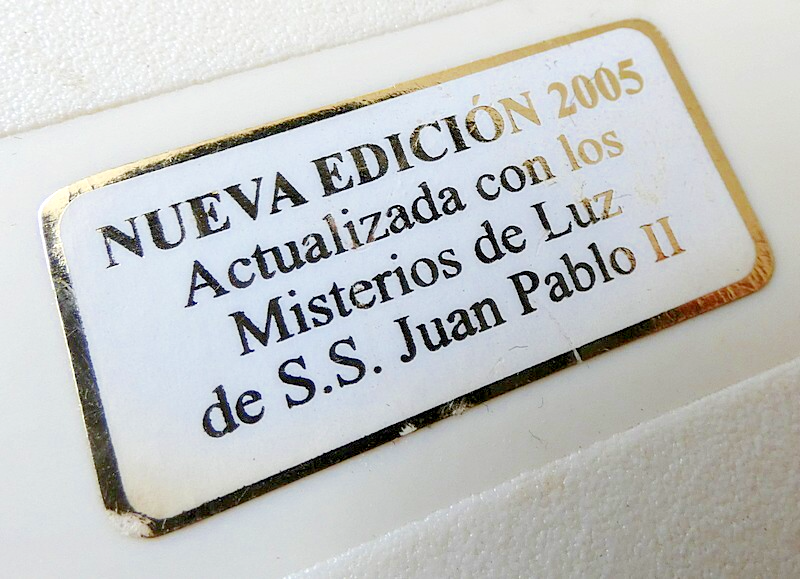 NUEVA EDICIÓN 2005
Actualizada con los
Misterios de Luz
de S.S. Juan Pablo II